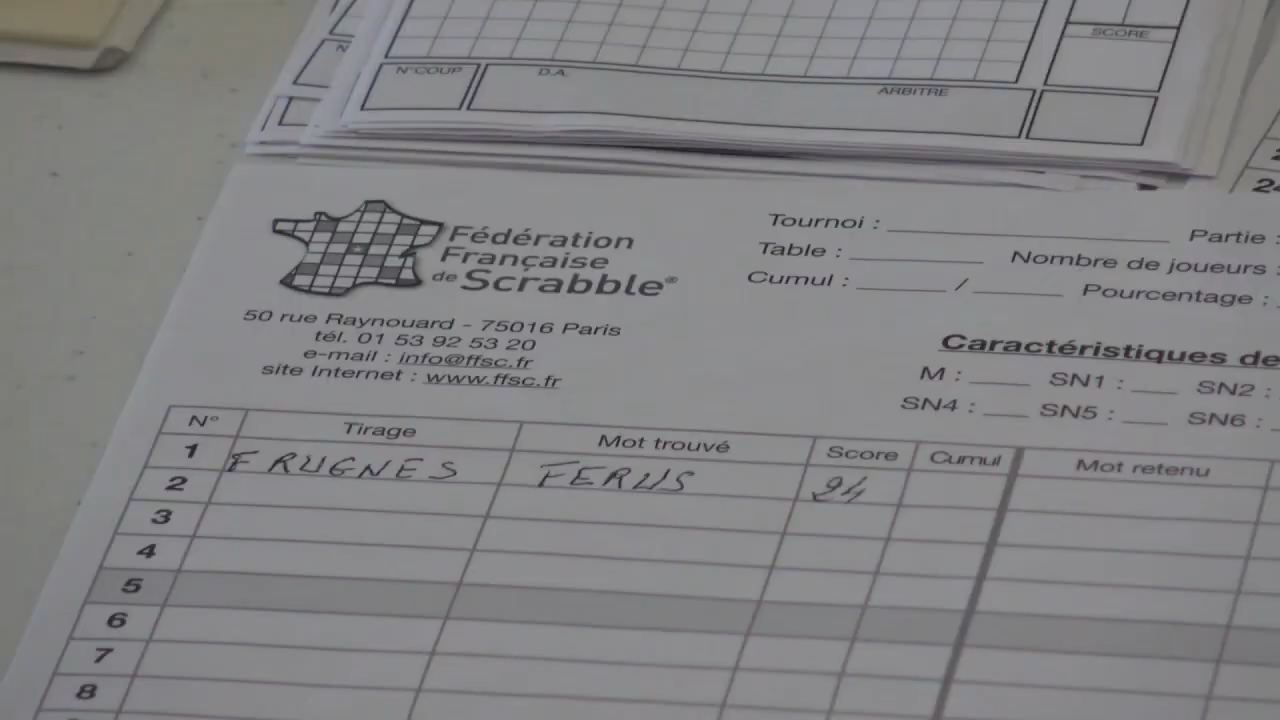 SCORE
N°COUP D.A. ARBITRE
24
Fédération
Française
de Scrabble®
50 rue Raynouard - 75016 Paris
tél. 01 53 92 53 20
e-mail : info@ffsc.fr
site Internet : www.ffsc.fr
Tournoi : Partie :
Table : Nombre de joueurs :
Cumul : / Pourcentage :
Caractéristiques de
M : SN1 : SN2 :
SN4 : SN5 : SN6 :
N° Tirage Mot trouvé Score Cumul Mot retenu
1 FRUGNES FERUS 24
2
3
4
5
6
7
8